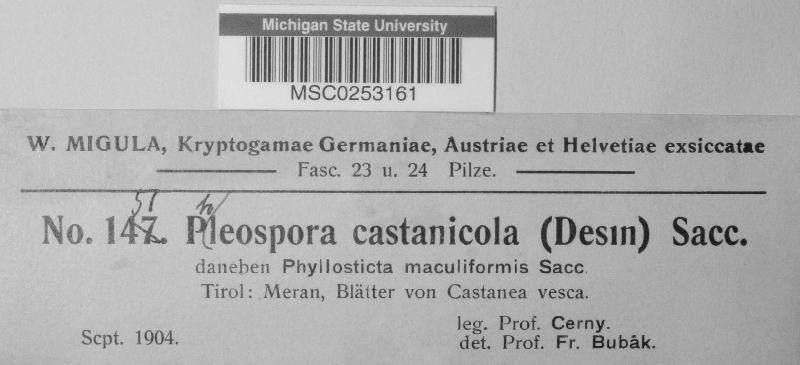 Michigan State University
MSC0253161
W. MIGULA, Kryptogamae Germaniae, Austriae et Helvetiae exsiccatae
Fasc. 23 u. 24 Pilze.
51 h
No. 147. Pleospora castanicola (Desm) Sacc.
daneben Phyllosticta maculiformis Sacc.
Tirol: Meran, Blätter von Castanea vesca.
leg. Prof. Cerny.
Sept. 1904.
det. Prof. Fr. Bubâk.